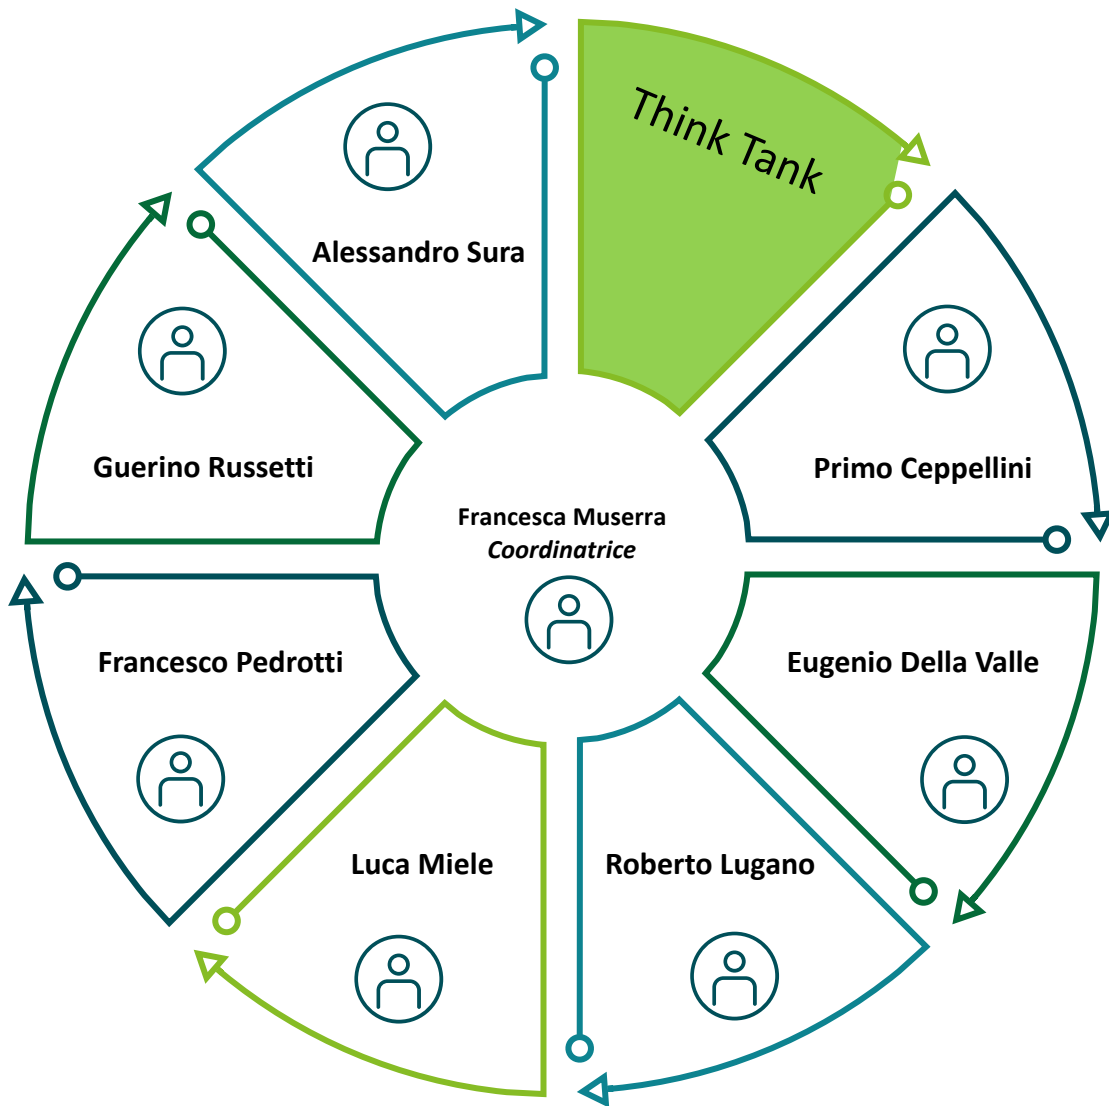 Think Tank
Alessandro Sura
Guerino Russetti
Primo Ceppellini
Francesca Muserra
Coordinatrice
Francesco Pedrotti
Eugenio Della Valle
Luca Miele
Roberto Lugano